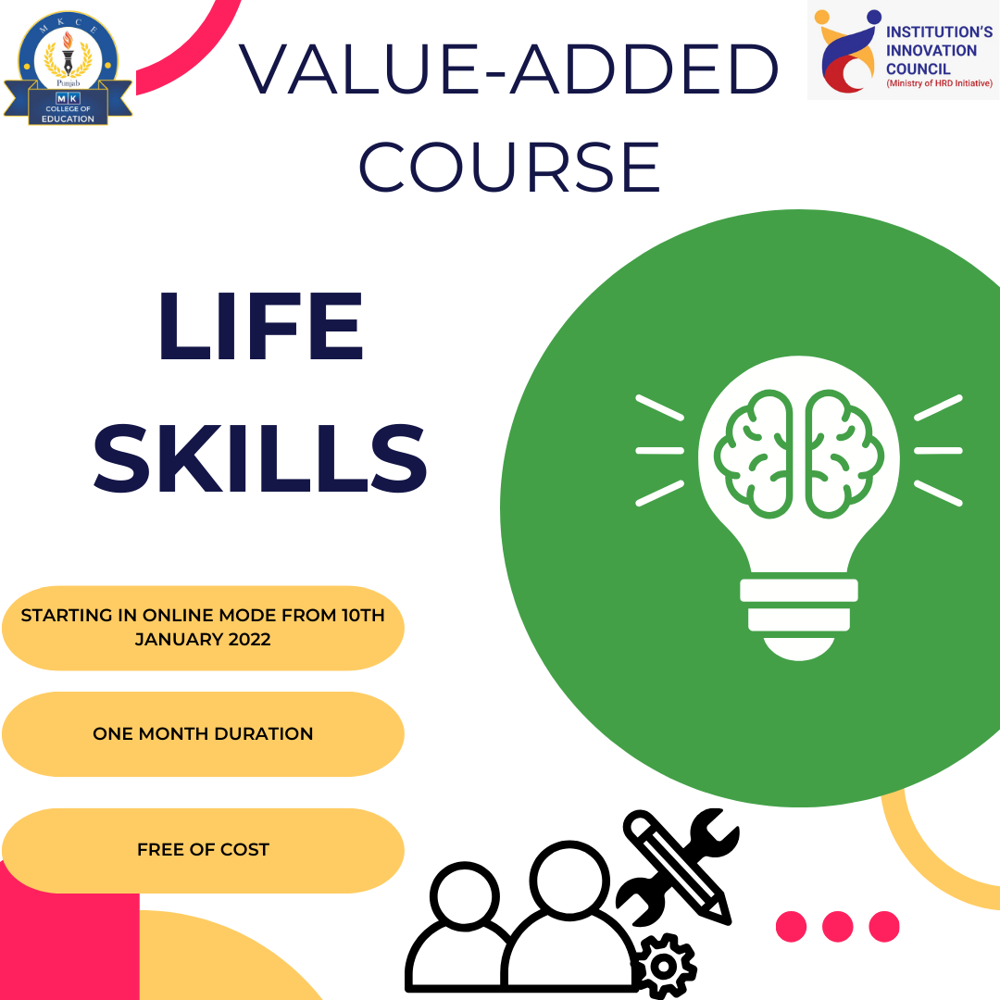 M K C E
Punjab
MK
COLLEGE OF
EDUCATION
VALUE-ADDED
COURSE
INSTITUTION'S
INNOVATION
COUNCIL
(Ministry of HRD Initiative)
LIFE
SKILLS
STARTING IN ONLINE MODE FROM 10TH
JANUARY 2022
ONE MONTH DURATION
FREE OF COST